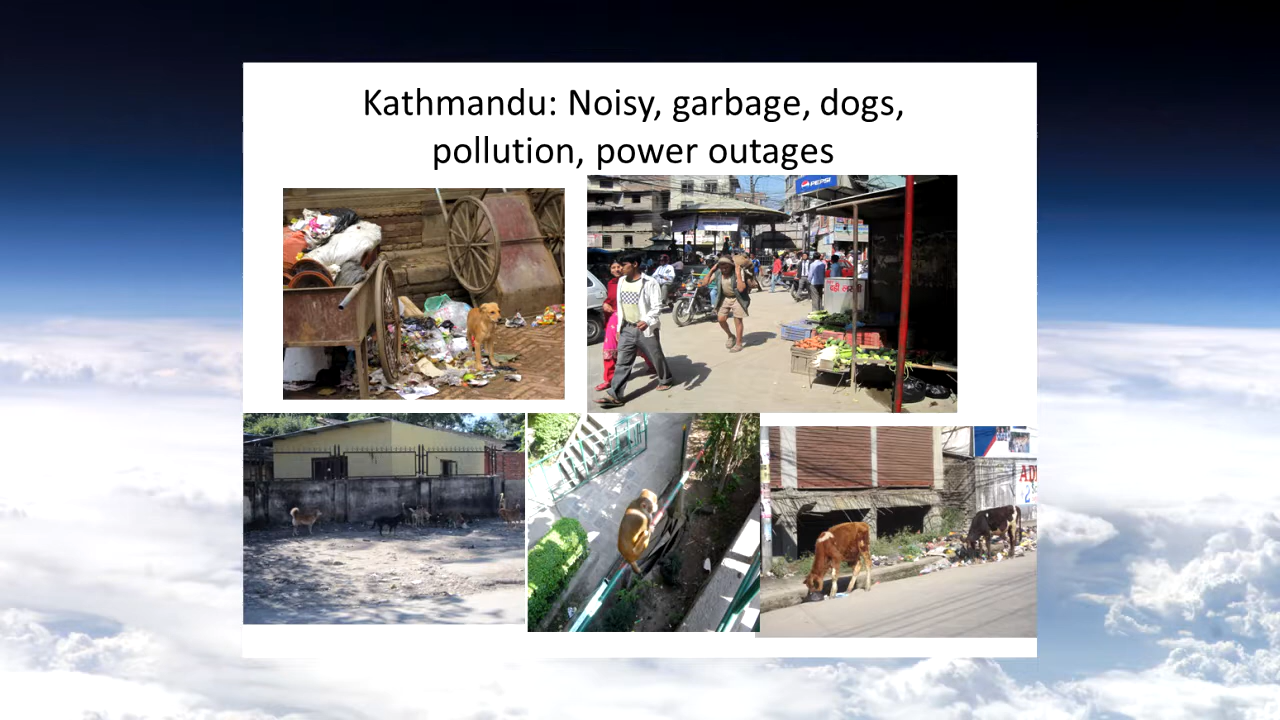 Kathmandu: Noisy, garbage, dogs,
pollution, power outages
PEPSI